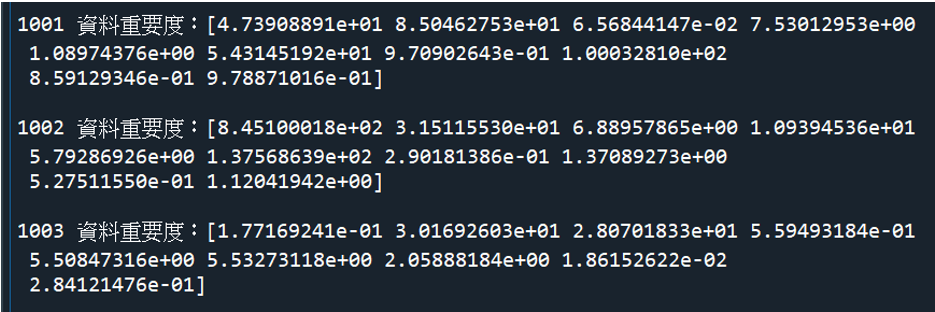 1001 資料重要度：[4.73908891e+01 8.50462753e+01 6.56844147e-02 7.53012953e+00
1.08974376e+00 5.43145192e+01 9.70902643e-01 1.00032810e+02
8.59129346e-01 9.78871016e-01]
1002 資料重要度：[8.45100018e+02 3.15115530e+01 6.88957865e+00 1.09394536e+01
5.79286926e+00 1.37568639e+02 2.90181386e-01 1.37089273e+00
5.27511550e-01 1.12041942e+00]
1003 資料重要度：[1.77169241e-01 3.01692603e+01 2.80701833e+01 5.59493184e-01
5.50847316e+00 5.53273118e+00 2.05888184e+00 1.86152622e-02
2.84121476e-01]